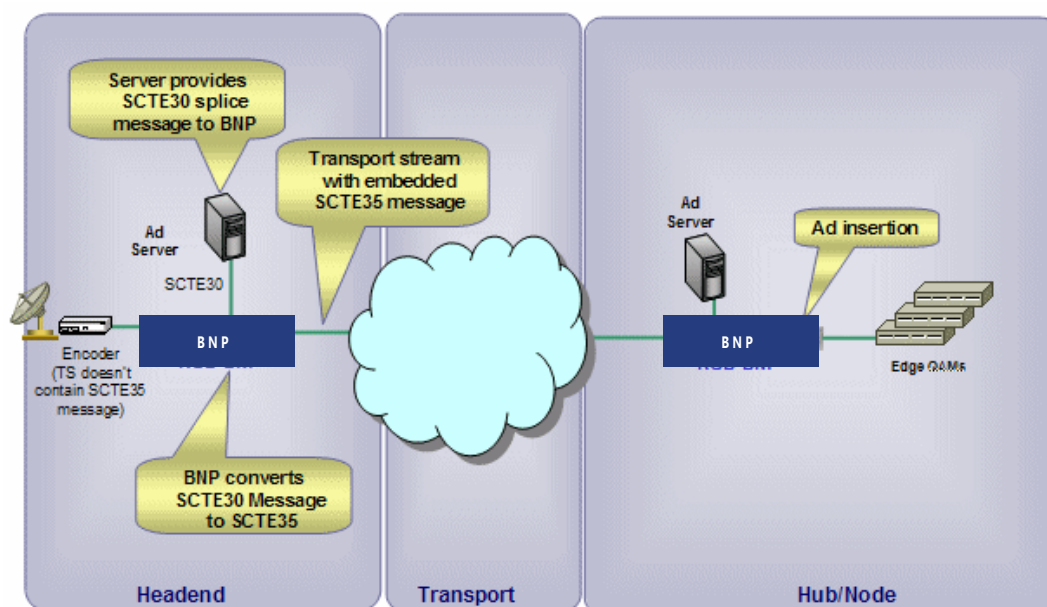 Server provides
SCTE30 splice
message to BNP
Transport stream
with embedded
SCTE35 message
Ad
Server
SCTE30
Encoder
(TS doesn't
contain SCTE35
message)
BNP
BNP converts
SCTE30 Message
to SCTE35
Ad
Server
Ad insertion
BNP
Edge QAMs
Headend
Transport
Hub/Node